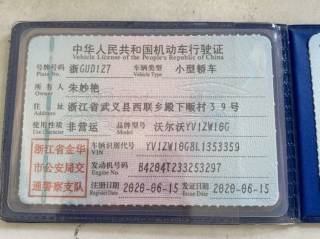 中华人民共和国机动车行驶证
Vehicle License of the People's Republic of China
号牌号码 浙GUD127 车辆类型 小型轿车
Plate No. Vehicle Type
所有人 朱妙艳
Owner
住址 浙江省武义县西联乡殿下畈村39号
Address
使用性质 非营运 品牌型号 沃尔沃YV1ZW10G
Use Character Model
浙江省金华 车辆识别代号 YV1ZW10G8L1353359
VIN
市公安局交 发动机号码 B4204T233253297
Engine No.
通警察支队 注册日期 2020-06-15 发证日期 2020-06-15
Register Date Issue Date